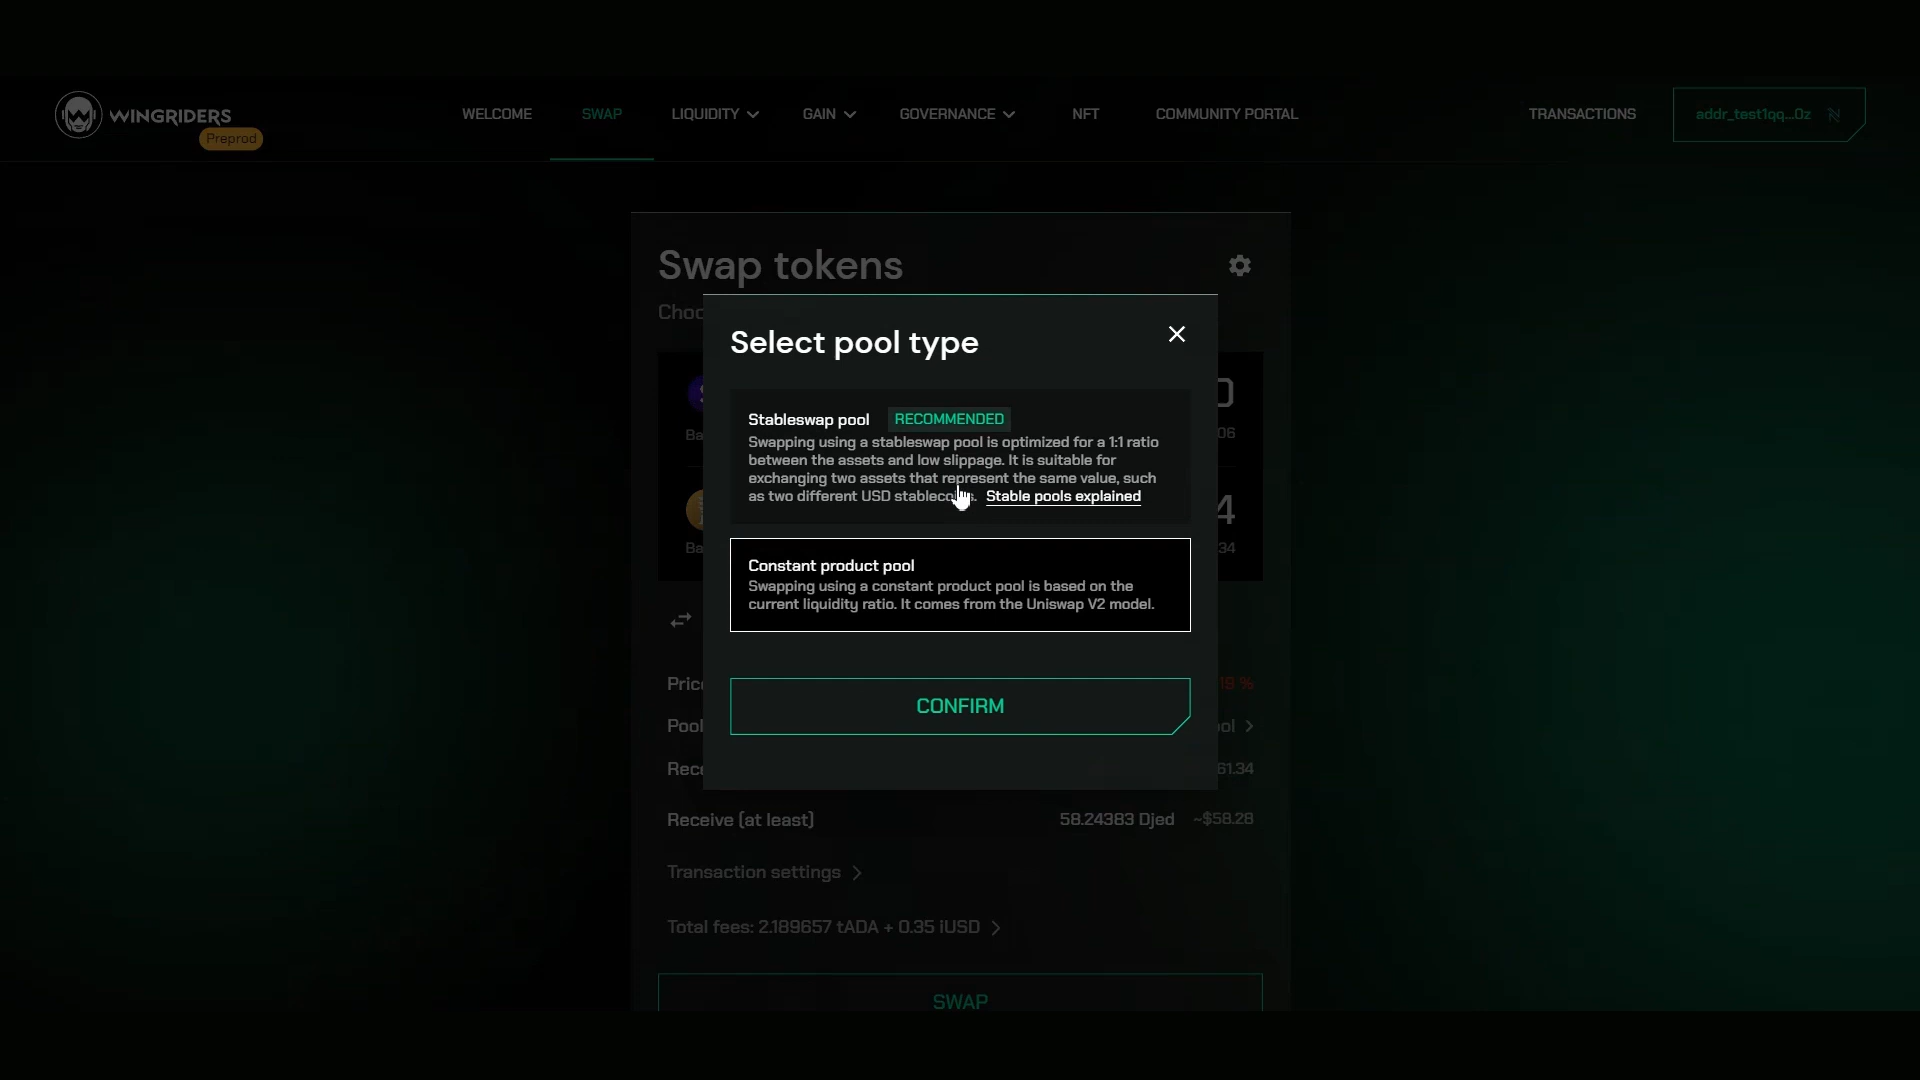 WINGRIDERS
Preprod
WELCOME
SWAP
LIQUIDITY
GAIN
GOVERNANCE
NFT
COMMUNITY PORTAL
TRANSACTIONS
addr_test1qq...0z
Swap tokens
Select pool type
Stableswap pool RECOMMENDED
Swapping using a stableswap pool is optimized for a 1:1 ratio
between the assets and low slippage. It is suitable for
exchanging two assets that represent the same value, such
as two different USD Stable pools explained
Constant product pool
Swapping using a constant product pool is based on the
current liquidity ratio. It comes from the Uniswap V2 model.
CONFIRM
Receive (at least) 58.24383 Djed ~$58.28
Transaction settings
Total fees: 2.189657 tADA + 0.35 iUSD
SWAP